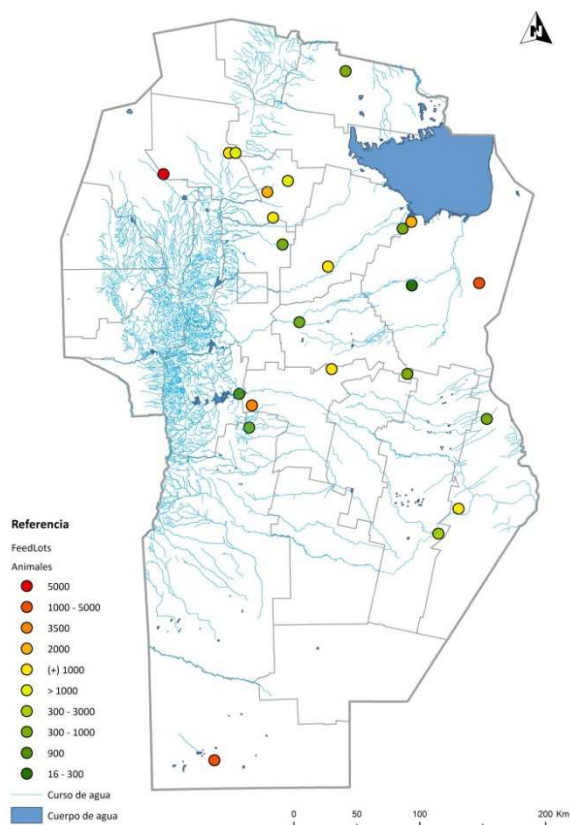 N
Referencia
FeedLots
Animales
5000
1000 - 5000
3500
2000
(+) 1000
> 1000
300 - 3000
300 - 1000
900
16 - 300
Curso de agua
Cuerpo de agua
0 100 200 Km